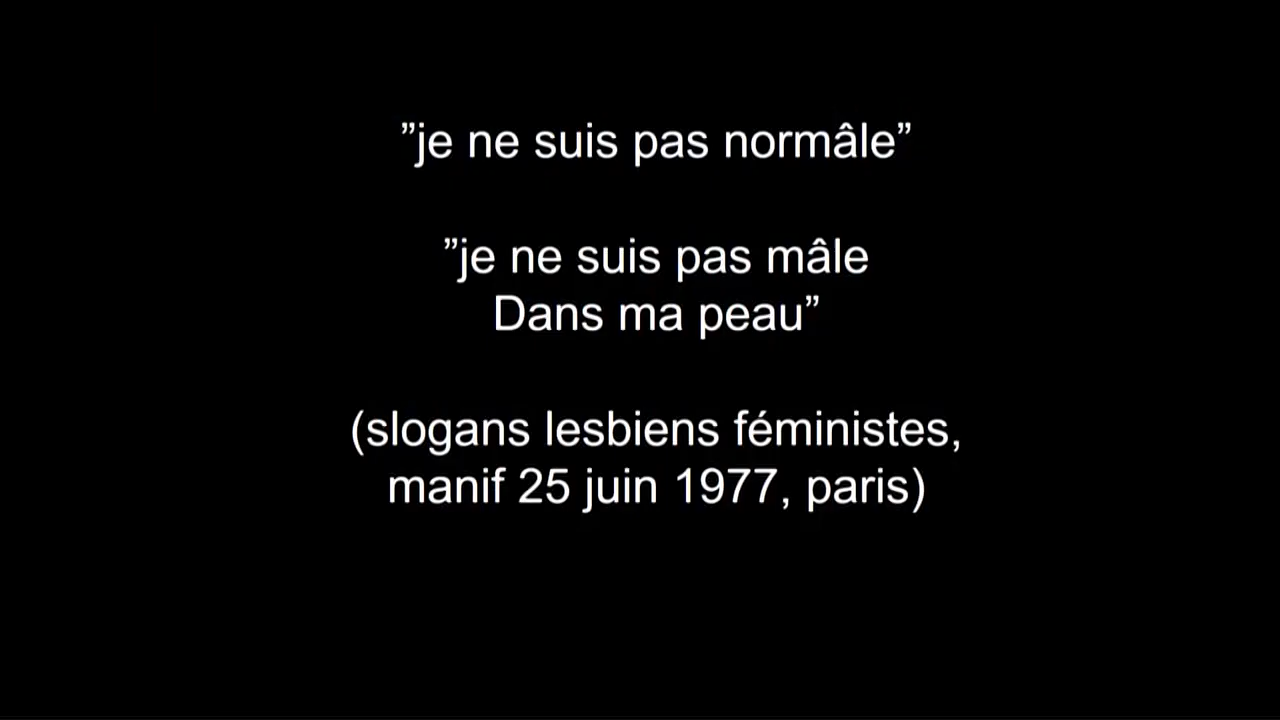 ”je ne suis pas normâle”
”je ne suis pas mâle
Dans ma peau”
(slogans lesbiens féministes,
manif 25 juin 1977, paris)